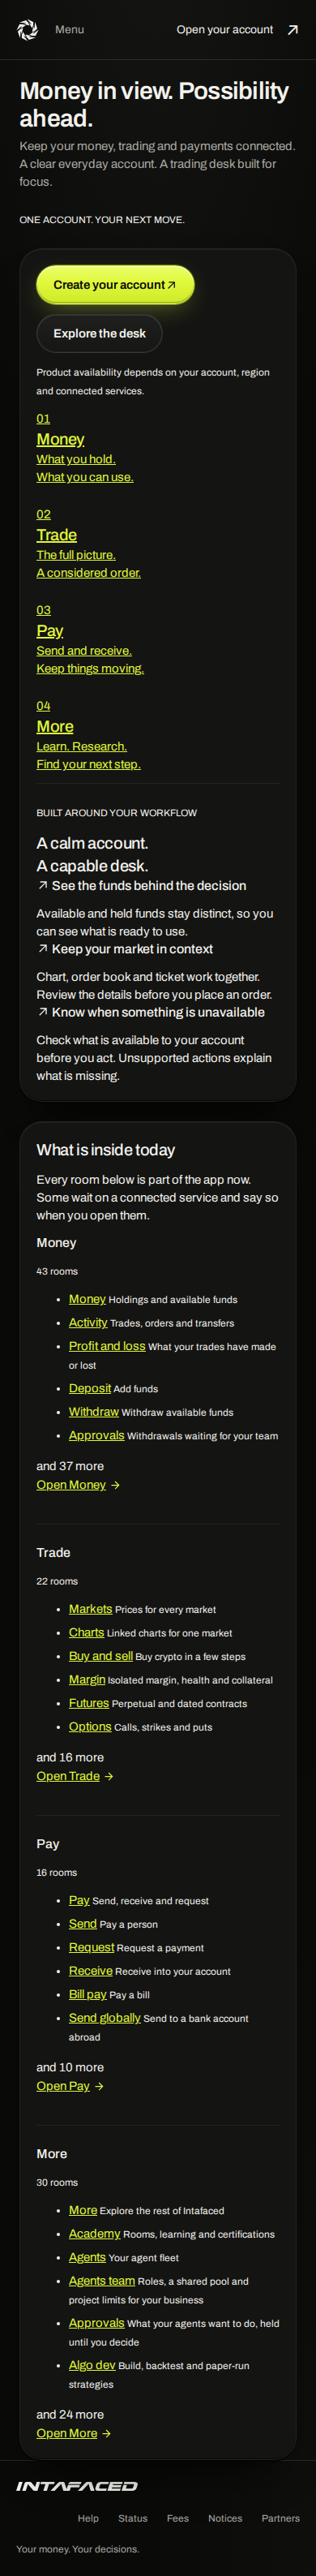 Menu
Open your account
Money in view. Possibility
ahead.
Keep your money, trading and payments connected.
A clear everyday account. A trading desk built for
focus.
ONE ACCOUNT. YOUR NEXT MOVE.
Create your account
Explore the desk
Product availability depends on your account, region
and connected services.
01
Money
What you hold.
What you can use.
02
Trade
The full picture.
A considered order.
03
Pay
Send and receive.
Keep things moving.
04
More
Learn. Research.
Find your next step.
BUILT AROUND YOUR WORKFLOW
A calm account.
A capable desk.
See the funds behind the decision
Available and held funds stay distinct, so you
can see what is ready to use.
Keep your market in context
Chart, order book and ticket work together.
Review the details before you place an order.
Know when something is unavailable
Check what is available to your account
before you act. Unsupported actions explain
what is missing.
What is inside today
Every room below is part of the app now.
Some wait on a connected service and say so
when you open them.
Money
43 rooms
Money Holdings and available funds
Activity Trades, orders and transfers
Profit and loss What your trades have made
or lost
Deposit Add funds
Withdraw Withdraw available funds
Approvals Withdrawals waiting for your team
and 37 more
Open Money
Trade
22 rooms
Markets Prices for every market
Charts Linked charts for one market
Buy and sell Buy crypto in a few steps
Margin Isolated margin, health and collateral
Futures Perpetual and dated contracts
Options Calls, strikes and puts
and 16 more
Open Trade
Pay
16 rooms
Pay Send, receive and request
Send Pay a person
Request Request a payment
Receive Receive into your account
Bill pay Pay a bill
Send globally Send to a bank account
abroad
and 10 more
Open Pay
More
30 rooms
More Explore the rest of Intafaced
Academy Rooms, learning and certifications
Agents Your agent fleet
Agents team Roles, a shared pool and
project limits for your business
Approvals What your agents want to do, held
until you decide
Algo dev Build, backtest and paper-run
strategies
and 24 more
Open More
INTAFACED
Help Status Fees Notices Partners
Your money. Your decisions.